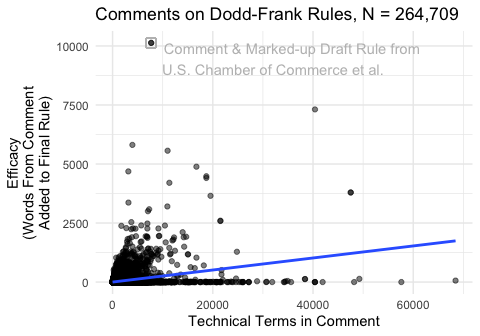 Comments on Dodd-Frank Rules, N = 264,709
Comment & Marked-up Draft Rule from
U.S. Chamber of Commerce et al.
Efficacy
(Words From Comment
Added to Final Rule)
10000
7500
5000
2500
0
0
20000
40000
60000
Technical Terms in Comment